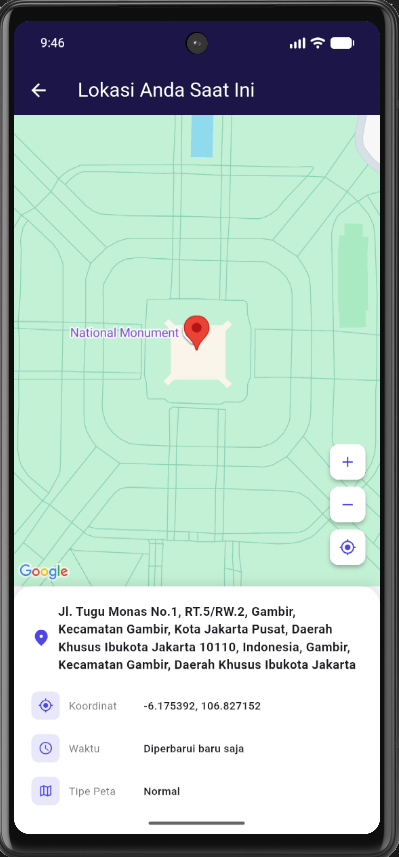 9:46
Lokasi Anda Saat Ini
National Monument
+
−
Google
Jl. Tugu Monas No.1, RT.5/RW.2, Gambir,
Kecamatan Gambir, Kota Jakarta Pusat, Daerah
Khusus Ibukota Jakarta 10110, Indonesia, Gambir,
Kecamatan Gambir, Daerah Khusus Ibukota Jakarta
Koordinat -6.175392, 106.827152
Waktu Diperbarui baru saja
Tipe Peta Normal